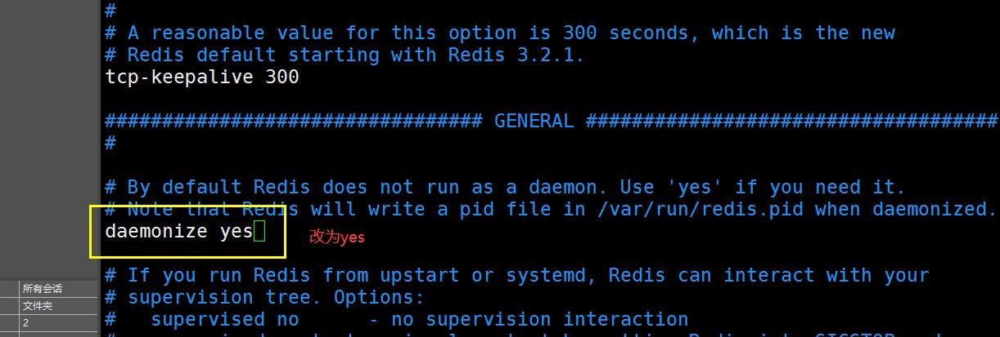 #
# A reasonable value for this option is 300 seconds, which is the new
# Redis default starting with Redis 3.2.1.
tcp-keepalive 300
################################# GENERAL ####################################
#
# By default Redis does not run as a daemon. Use 'yes' if you need it.
# Note that Redis will write a pid file in /var/run/redis.pid when daemonized.
daemonize yes
改为yes
# If you run Redis from upstart or systemd, Redis can interact with your
# supervision tree. Options:
#   supervised no      - no supervision interaction
所有会话
文件夹
2